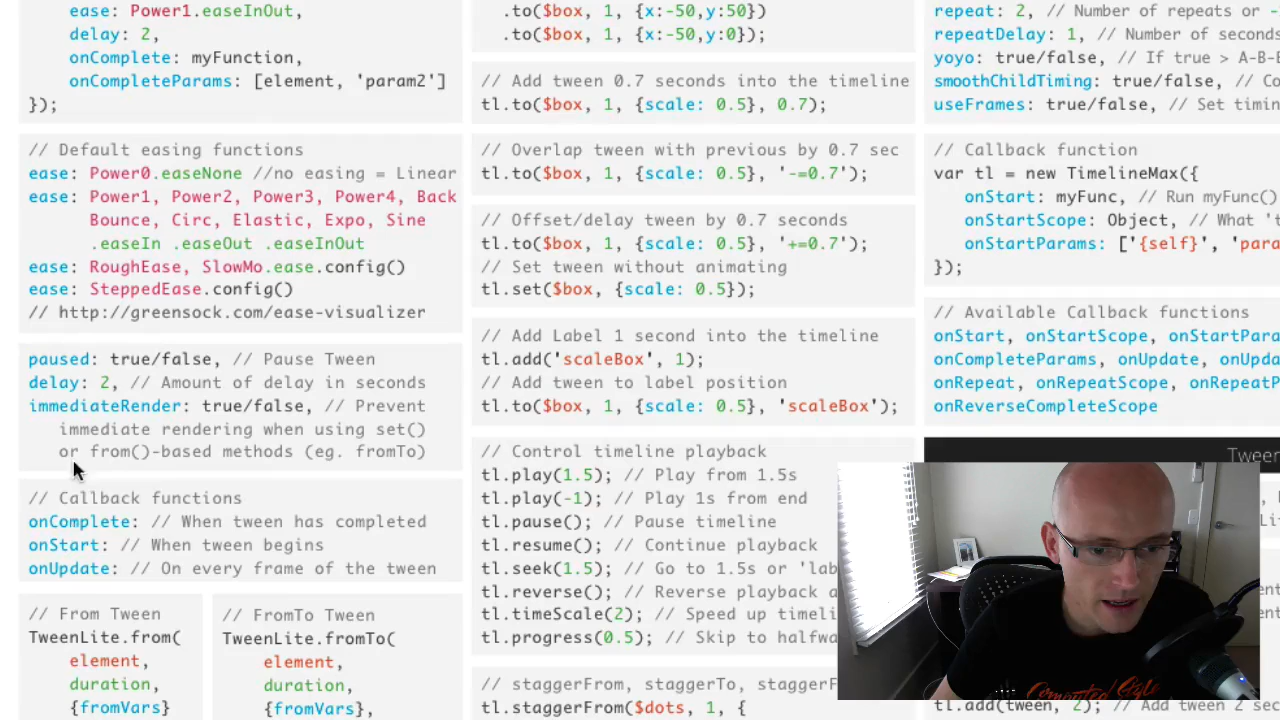 ease: Power1.easeInOut,
delay: 2,
onComplete: myFunction,
onCompleteParams: [element, 'param2']
});
// Default easing functions
ease: Power0.easeNone //no easing = Linear
ease: Power1, Power2, Power3, Power4, Back
Bounce, Circ, Elastic, Expo, Sine
.easeIn .easeOut .easeInOut
ease: RoughEase, SlowMo.ease.config()
ease: SteppedEase.config()
// http://greensock.com/ease-visualizer
paused: true/false, // Pause Tween
delay: 2, // Amount of delay in seconds
immediateRender: true/false, // Prevent
immediate rendering when using set()
or from()-based methods (eg. fromTo)
// Callback functions
onComplete: // When tween has completed
onStart: // When tween begins
onUpdate: // On every frame of the tween
// From Tween
TweenLite.from(
element,
duration,
{fromVars}
// FromTo Tween
TweenLite.fromTo(
element,
duration,
{fromVars},
.to($box, 1, {x:-50,y:50})
.to($box, 1, {x:-50,y:0});
// Add tween 0.7 seconds into the timeline
tl.to($box, 1, {scale: 0.5}, 0.7);
// Overlap tween with previous by 0.7 sec
tl.to($box, 1, {scale: 0.5}, '-=0.7');
// Offset/delay tween by 0.7 seconds
tl.to($box, 1, {scale: 0.5}, '+=0.7');
// Set tween without animating
tl.set($box, {scale: 0.5});
// Add Label 1 second into the timeline
tl.add('scaleBox', 1);
// Add tween to label position
tl.to($box, 1, {scale: 0.5}, 'scaleBox');
// Control timeline playback
tl.play(1.5); // Play from 1.5s
tl.play(-1); // Play 1s from end
tl.pause(); // Pause timeline
tl.resume(); // Continue playback
tl.seek(1.5); // Go to 1.5s or 'lab
tl.reverse(); // Reverse playback a
tl.timeScale(2); // Speed up timeli
tl.progress(0.5); // Skip to halfwa
// staggerFrom, staggerTo, staggerF
tl.staggerFrom($dots, 1, {
repeat: 2, // Number of repeats or -
repeatDelay: 1, // Number of seconds
yoyo: true/false, // If true > A-B-B
smoothChildTiming: true/false, // Co
useFrames: true/false, // Set timin
// Callback function
var tl = new TimelineMax({
onStart: myFunc, // Run myFunc()
onStartScope: Object, // What '
onStartParams: ['{self}', 'para
});
// Available Callback functions
onStart, onStartScope, onStartPara
onCompleteParams, onUpdate, onUpda
onRepeat, onRepeatScope, onRepeatP
onReverseCompleteScope
Tween
Computed Style
tl.add(tween, 2); // Add tween 2 sec